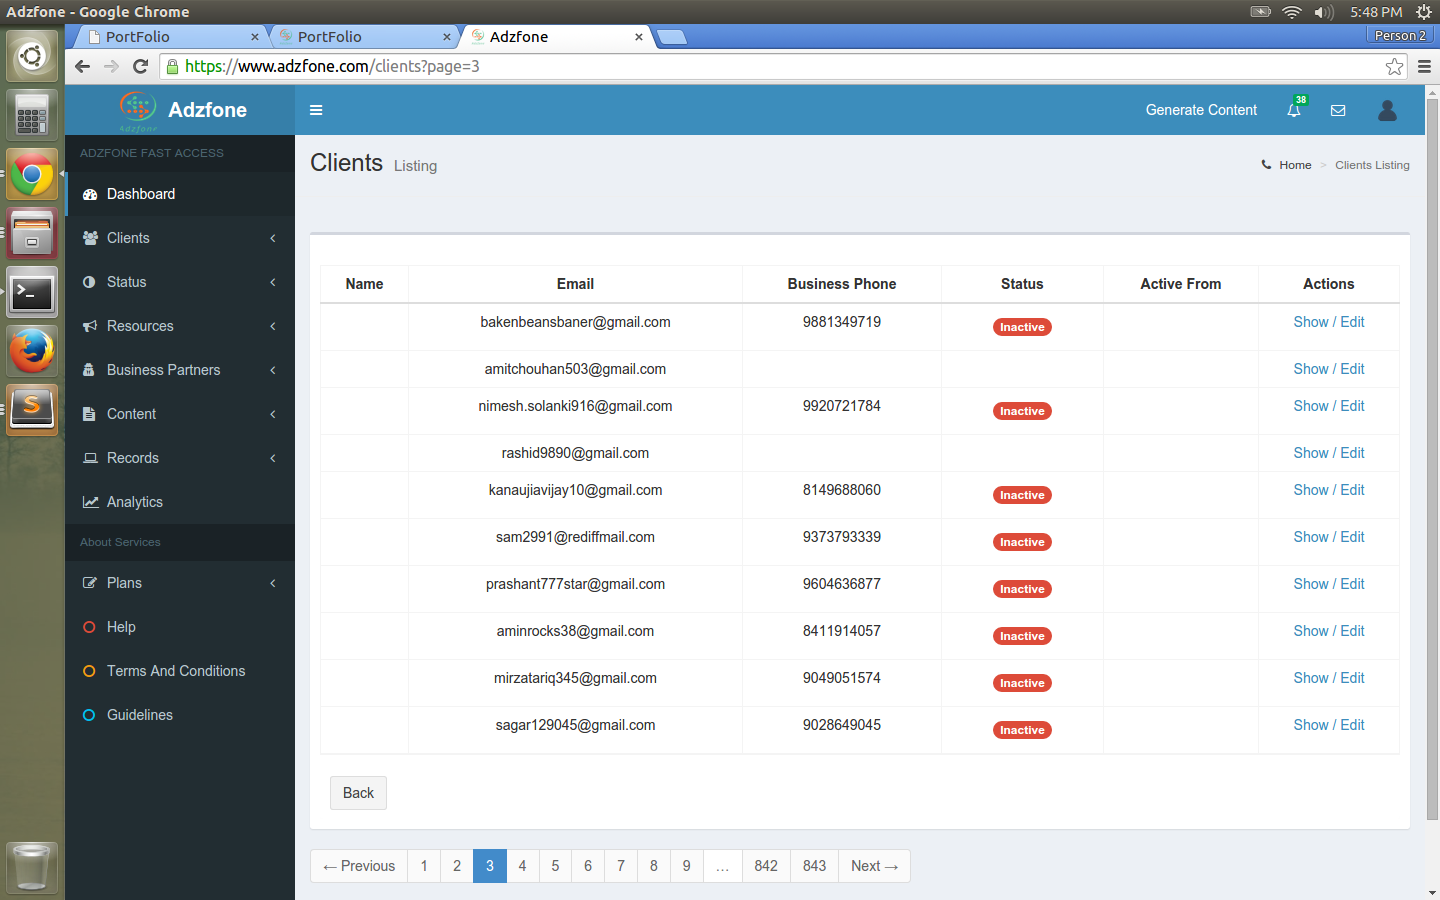 Adzfone - Google Chrome
5:48 PM
PortFolio
PortFolio
Adzfone
Person 2
https://www.adzfone.com/clients?page=3
Adzfone
Adzfone
Generate Content
38
ADZFONE FAST ACCESS
Dashboard
Clients
Status
Resources
Business Partners
Content
Records
Analytics
About Services
Plans
Help
Terms And Conditions
Guidelines
Clients Listing
Home > Clients Listing
Name Email Business Phone Status Active From Actions
bakenbeansbaner@gmail.com 9881349719 Inactive Show / Edit
amitchouhan503@gmail.com Show / Edit
nimesh.solanki916@gmail.com 9920721784 Inactive Show / Edit
rashid9890@gmail.com Show / Edit
kanaujiavijay10@gmail.com 8149688060 Inactive Show / Edit
sam2991@rediffmail.com 9373793339 Inactive Show / Edit
prashant777star@gmail.com 9604636877 Inactive Show / Edit
aminrocks38@gmail.com 8411914057 Inactive Show / Edit
mirzatariq345@gmail.com 9049051574 Inactive Show / Edit
sagar129045@gmail.com 9028649045 Inactive Show / Edit
Back
← Previous 1 2 3 4 5 6 7 8 9 … 842 843 Next →